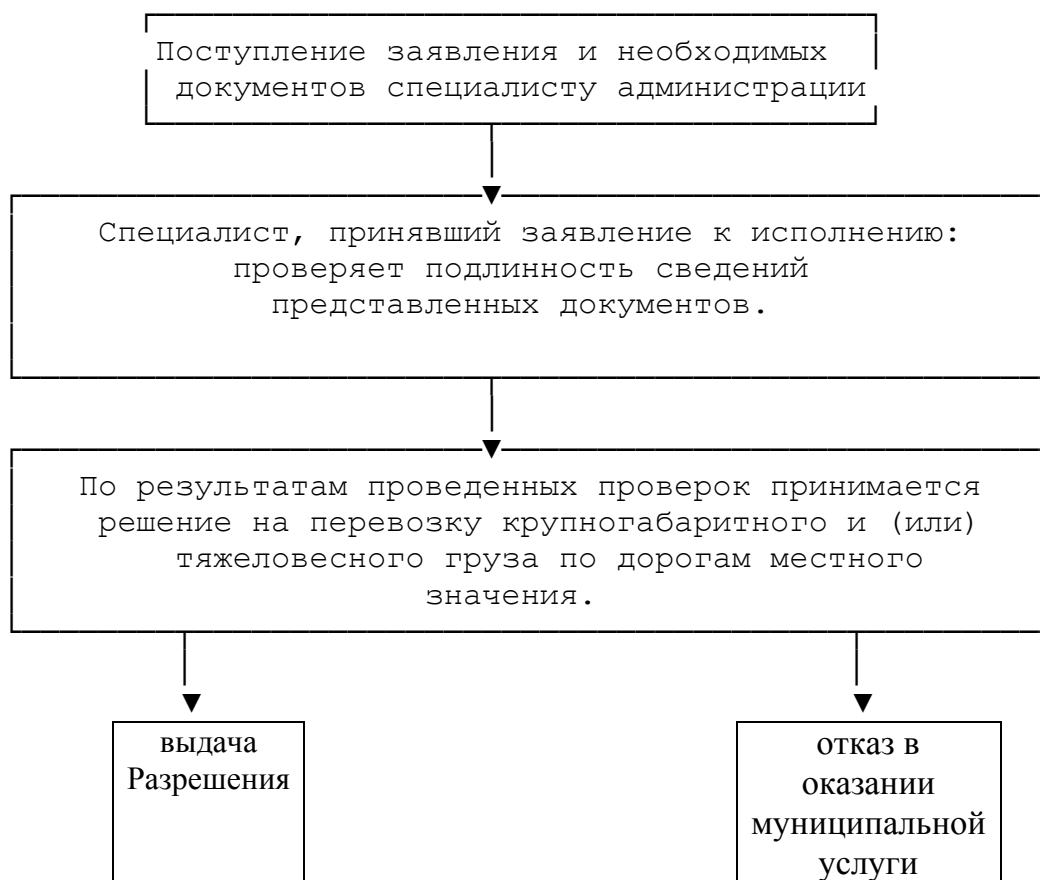 Поступление заявления и необходимых
документов специалисту администрации
Специалист, принявший заявление к исполнению:
проверяет подлинность сведений
представленных документов.
По результатам проведенных проверок принимается
решение на перевозку крупногабаритного и (или)
тяжеловесного груза по дорогам местного
значения.
выдача
Разрешения
отказ в
оказании
муниципальной
услуги